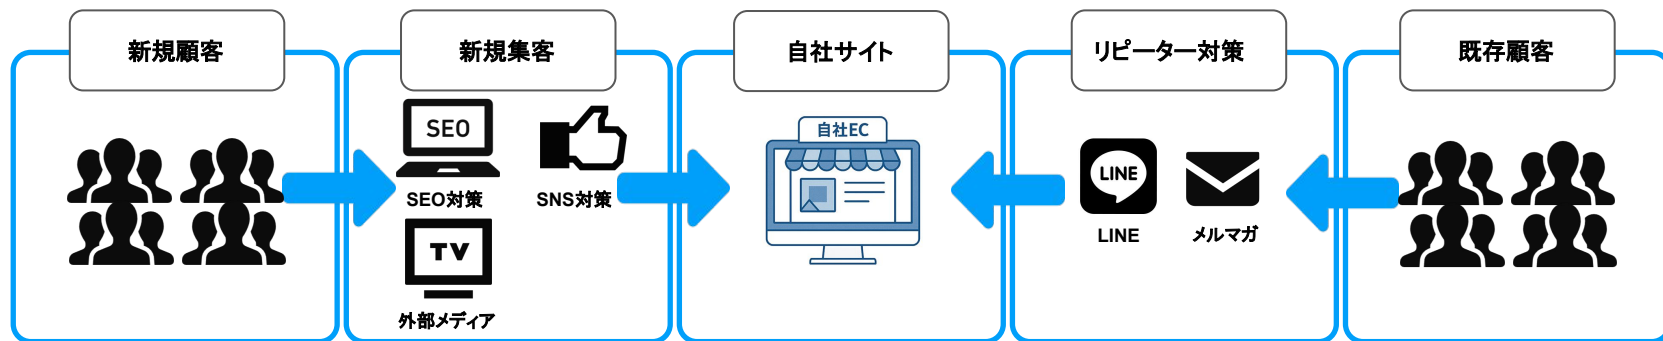 新規顧客
新規集客
SEO
SEO対策
SNS対策
TV
外部メディア
自社サイト
自社EC
リピーター対策
LINE
LINE
メルマガ
既存顧客